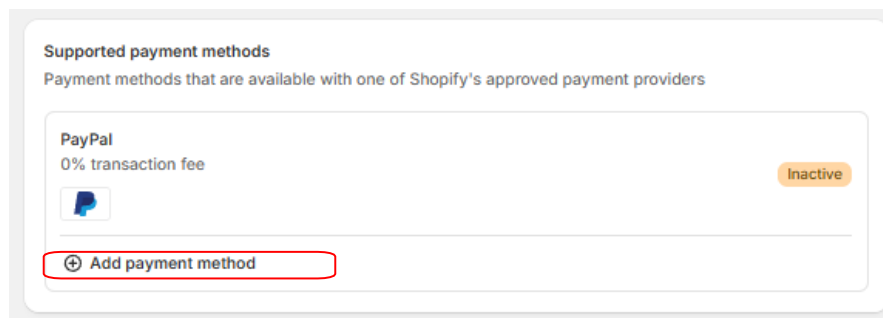 Supported payment methods
Payment methods that are available with one of Shopify's approved payment providers
PayPal
0% transaction fee
Inactive
Add payment method